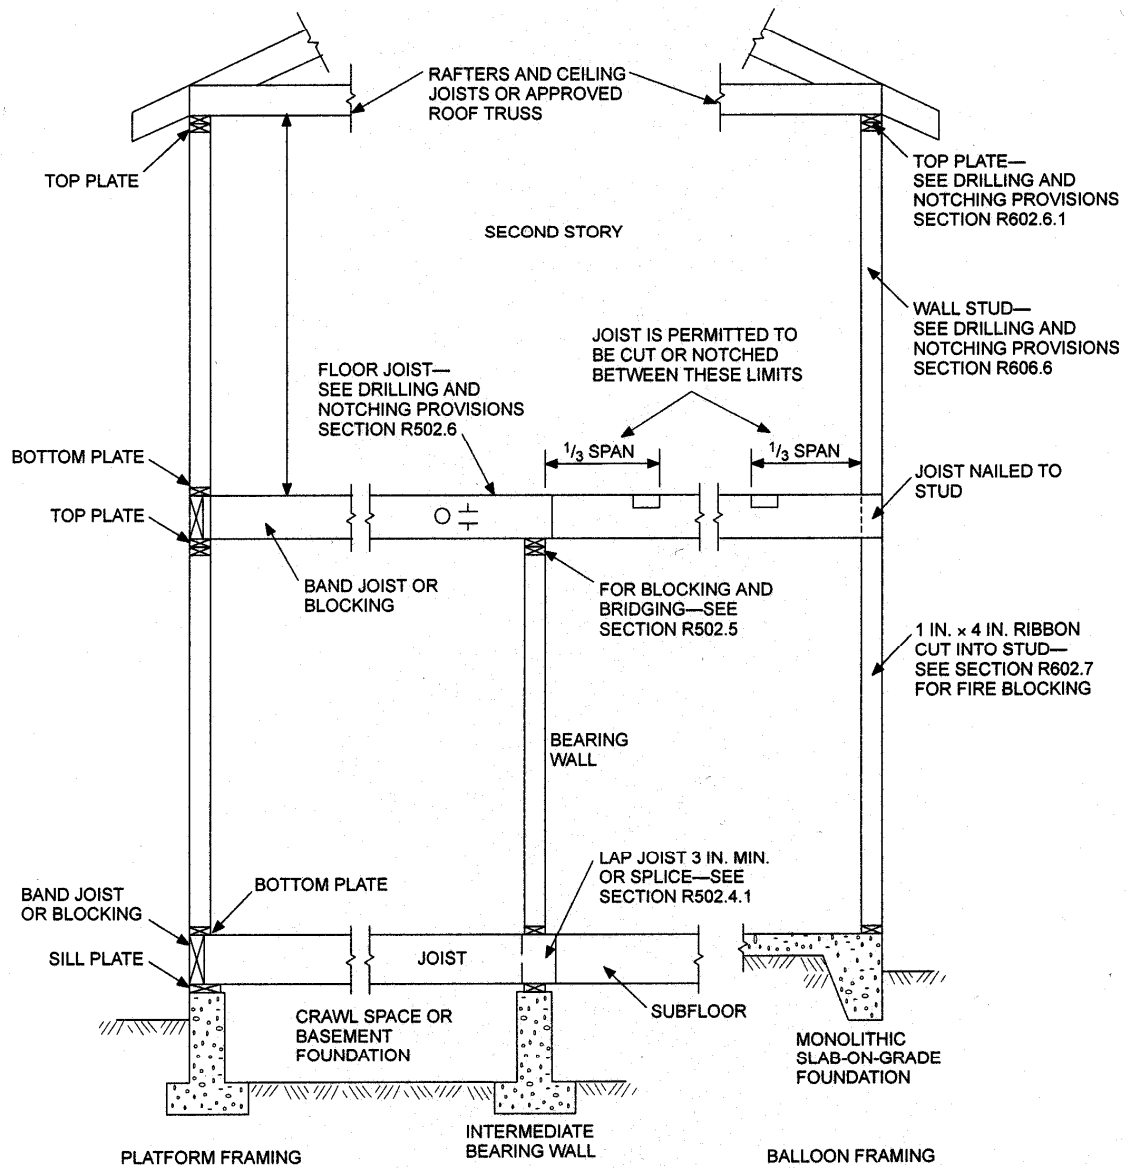 RAFTERS AND CEILING
JOISTS OR APPROVED
ROOF TRUSS
TOP PLATE
TOP PLATE—
SEE DRILLING AND
NOTCHING PROVISIONS
SECTION R602.6.1
SECOND STORY
WALL STUD—
SEE DRILLING AND
NOTCHING PROVISIONS
SECTION R606.6
JOIST IS PERMITTED TO
BE CUT OR NOTCHED
BETWEEN THESE LIMITS
FLOOR JOIST—
SEE DRILLING AND
NOTCHING PROVISIONS
SECTION R502.6
1/3 SPAN
1/3 SPAN
BOTTOM PLATE
JOIST NAILED TO
STUD
TOP PLATE
BAND JOIST OR
BLOCKING
FOR BLOCKING AND
BRIDGING—SEE
SECTION R502.5
1 IN. × 4 IN. RIBBON
CUT INTO STUD—
SEE SECTION R602.7
FOR FIRE BLOCKING
BEARING
WALL
LAP JOIST 3 IN. MIN.
OR SPLICE—SEE
SECTION R502.4.1
BOTTOM PLATE
BAND JOIST
OR BLOCKING
SILL PLATE
JOIST
SUBFLOOR
CRAWL SPACE OR
BASEMENT
FOUNDATION
MONOLITHIC
SLAB-ON-GRADE
FOUNDATION
PLATFORM FRAMING
INTERMEDIATE
BEARING WALL
BALLOON FRAMING